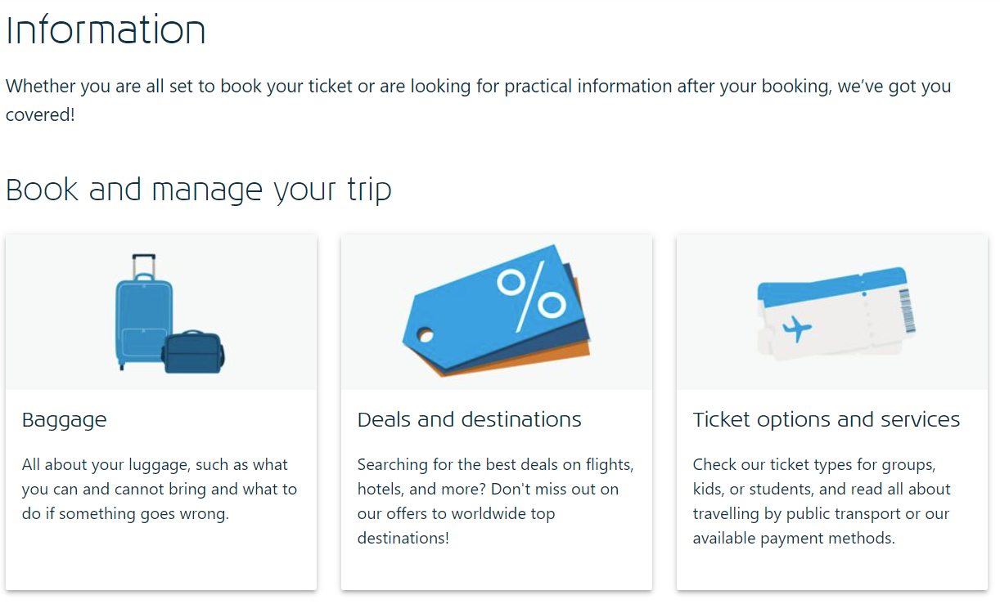 Information
Whether you are all set to book your ticket or are looking for practical information after your booking, we’ve got you
covered!
Book and manage your trip
%
Baggage
All about your luggage, such as what
you can and cannot bring and what to
do if something goes wrong.
Deals and destinations
Searching for the best deals on flights,
hotels, and more? Don't miss out on
our offers to worldwide top
destinations!
Ticket options and services
Check our ticket types for groups,
kids, or students, and read all about
travelling by public transport or our
available payment methods.